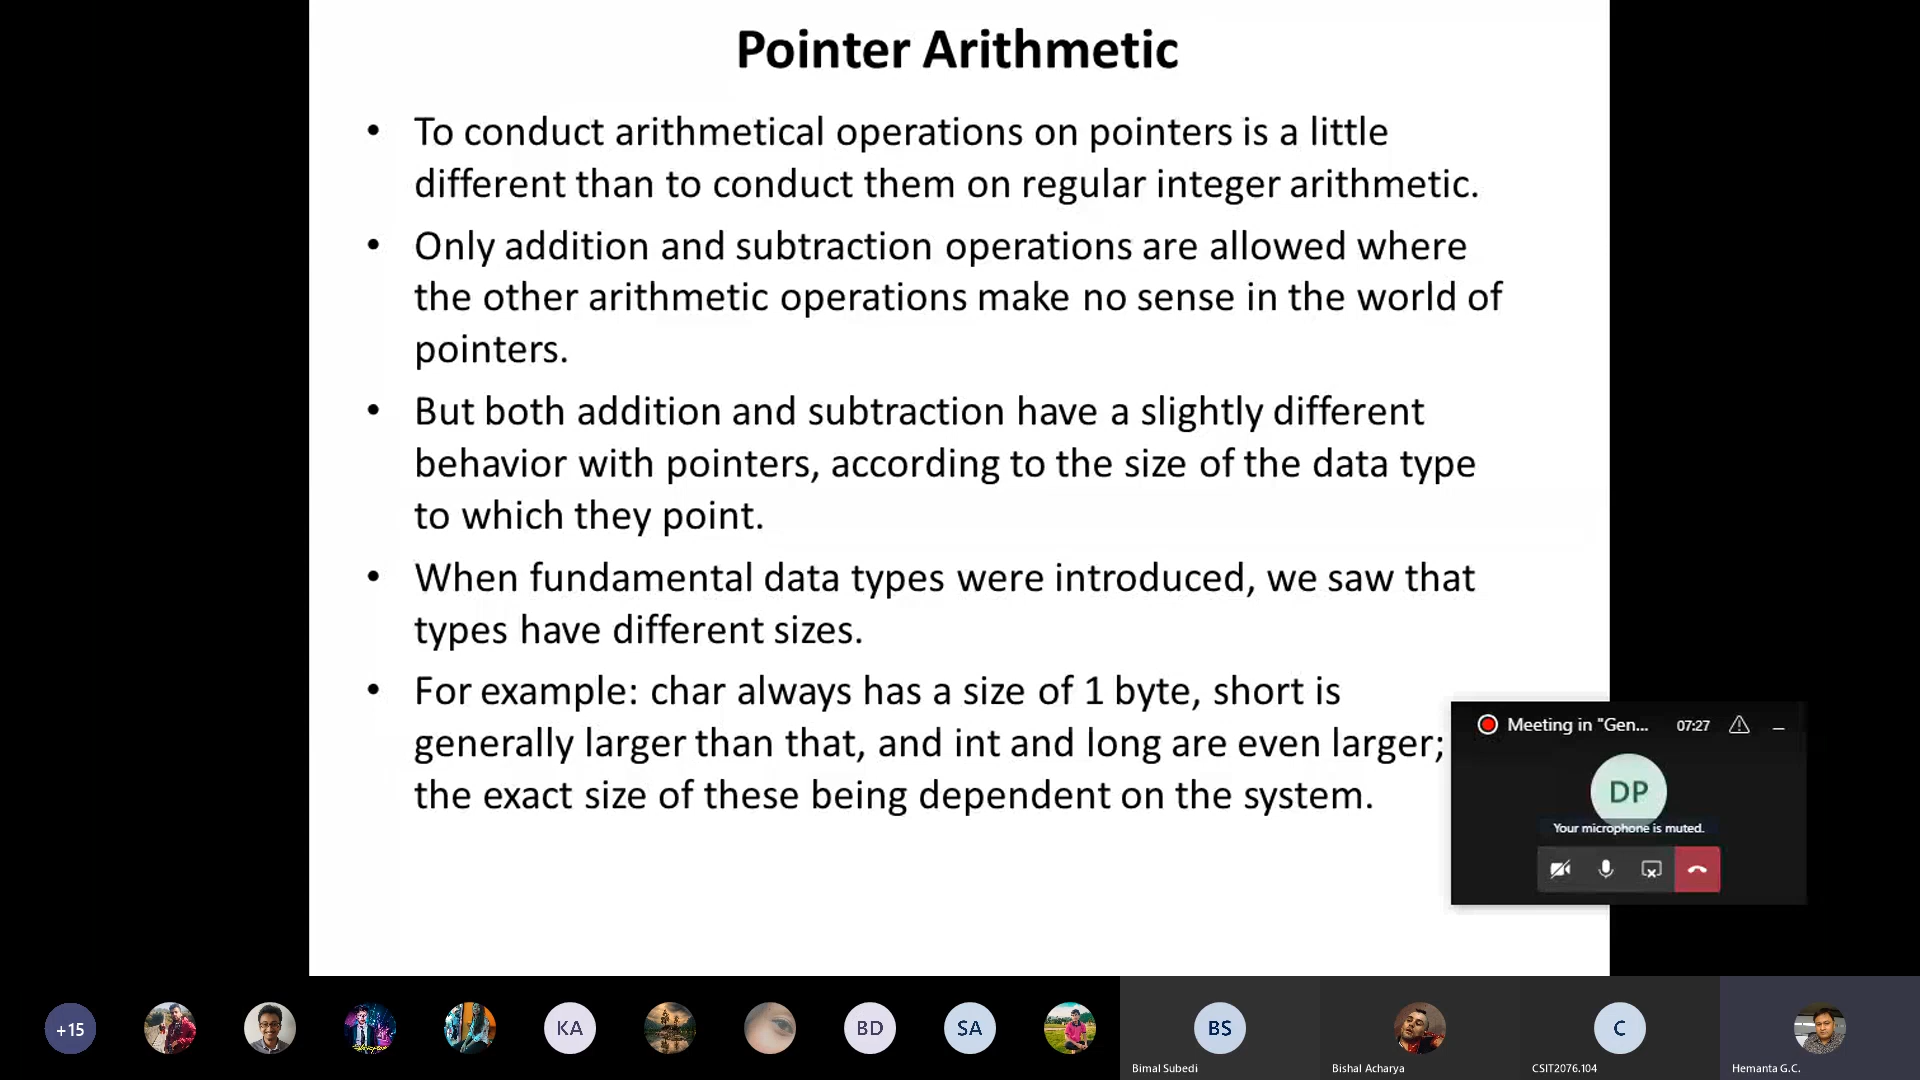 Pointer Arithmetic
• To conduct arithmetical operations on pointers is a little
different than to conduct them on regular integer arithmetic.
• Only addition and subtraction operations are allowed where
the other arithmetic operations make no sense in the world of
pointers.
• But both addition and subtraction have a slightly different
behavior with pointers, according to the size of the data type
to which they point.
• When fundamental data types were introduced, we saw that
types have different sizes.
• For example: char always has a size of 1 byte, short is
generally larger than that, and int and long are even larger;
the exact size of these being dependent on the system.
Meeting in "Gen... 07:27
DP
Your microphone is muted.
+15 KA BD SA BS C
Bimal Subedi Bishal Acharya CSIT2076.104 Hemanta G.C.